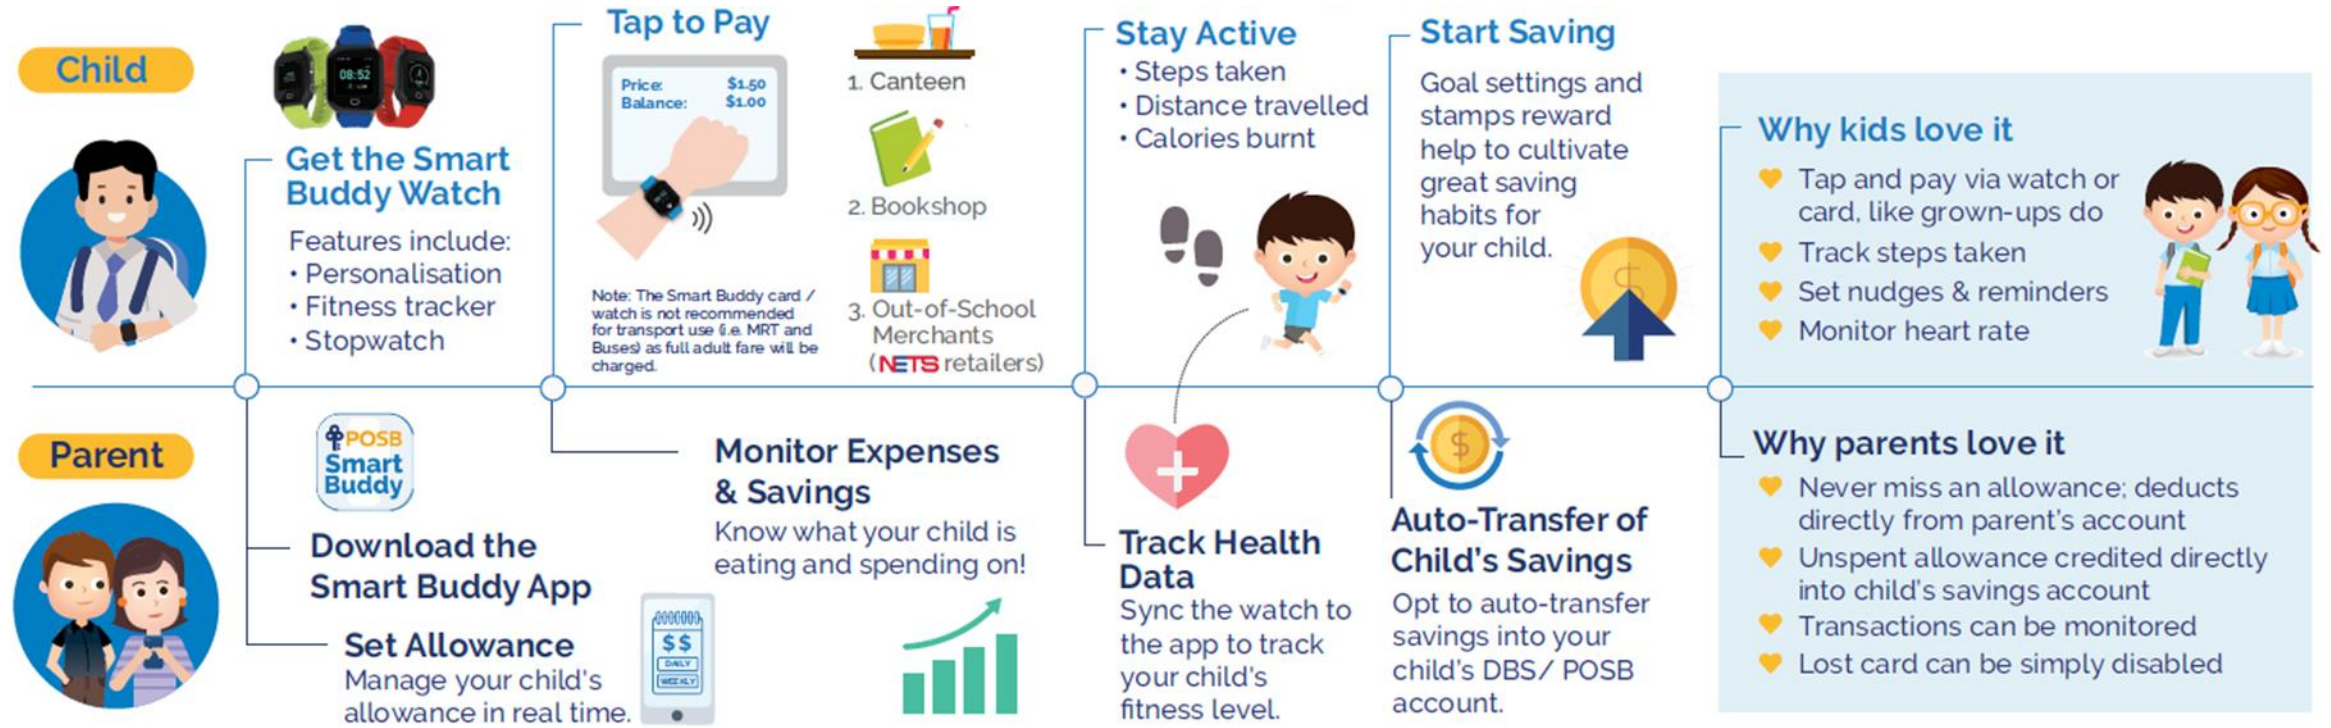 Child
08:52
Get the Smart
Buddy Watch
Features include:
• Personalisation
• Fitness tracker
• Stopwatch
Tap to Pay
Price: $1.50
Balance: $1.00
Note: The Smart Buddy card /
watch is not recommended
for transport use (i.e. MRT and
Buses) as full adult fare will be
charged.
1. Canteen
2. Bookshop
3. Out-of-School
Merchants
(NETS retailers)
Stay Active
• Steps taken
• Distance travelled
• Calories burnt
Start Saving
Goal settings and
stamps reward
help to cultivate
great saving
habits for
your child.
$
Why kids love it
Tap and pay via watch or
card, like grown-ups do
Track steps taken
Set nudges & reminders
Monitor heart rate
Parent
POSB
Smart
Buddy
Download the
Smart Buddy App
Set Allowance
Manage your child's
allowance in real time.
$$
DAILY
WEEKLY
Monitor Expenses
& Savings
Know what your child is
eating and spending on!
Track Health
Data
Sync the watch to
the app to track
your child's
fitness level.
$
Auto-Transfer of
Child's Savings
Opt to auto-transfer
savings into your
child's DBS/ POSB
account.
Why parents love it
Never miss an allowance; deducts
directly from parent's account
Unspent allowance credited directly
into child's savings account
Transactions can be monitored
Lost card can be simply disabled